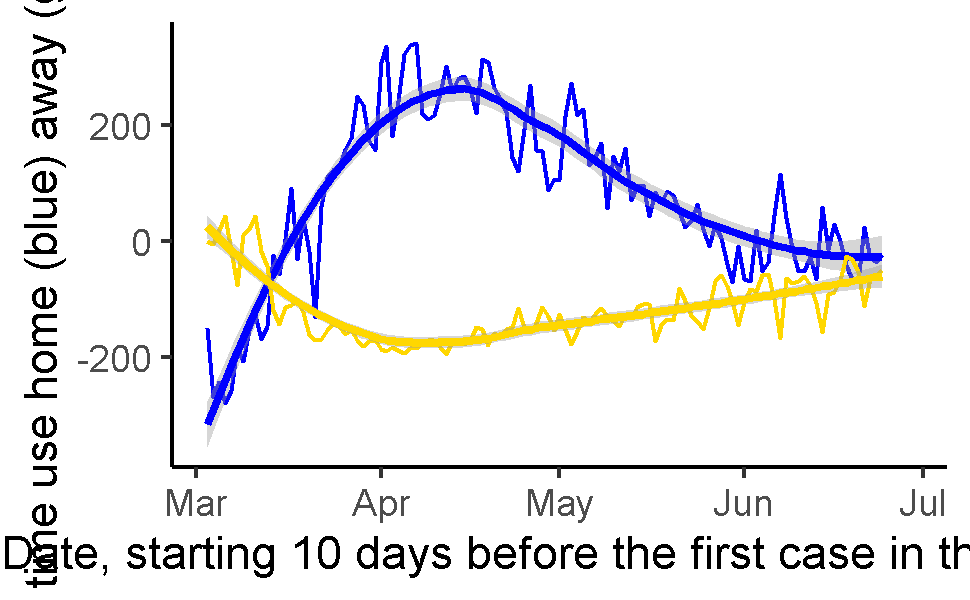 time use home (blue) away (
200
0
-200
Mar Apr May Jun Jul
Date, starting 10 days before the first case in th